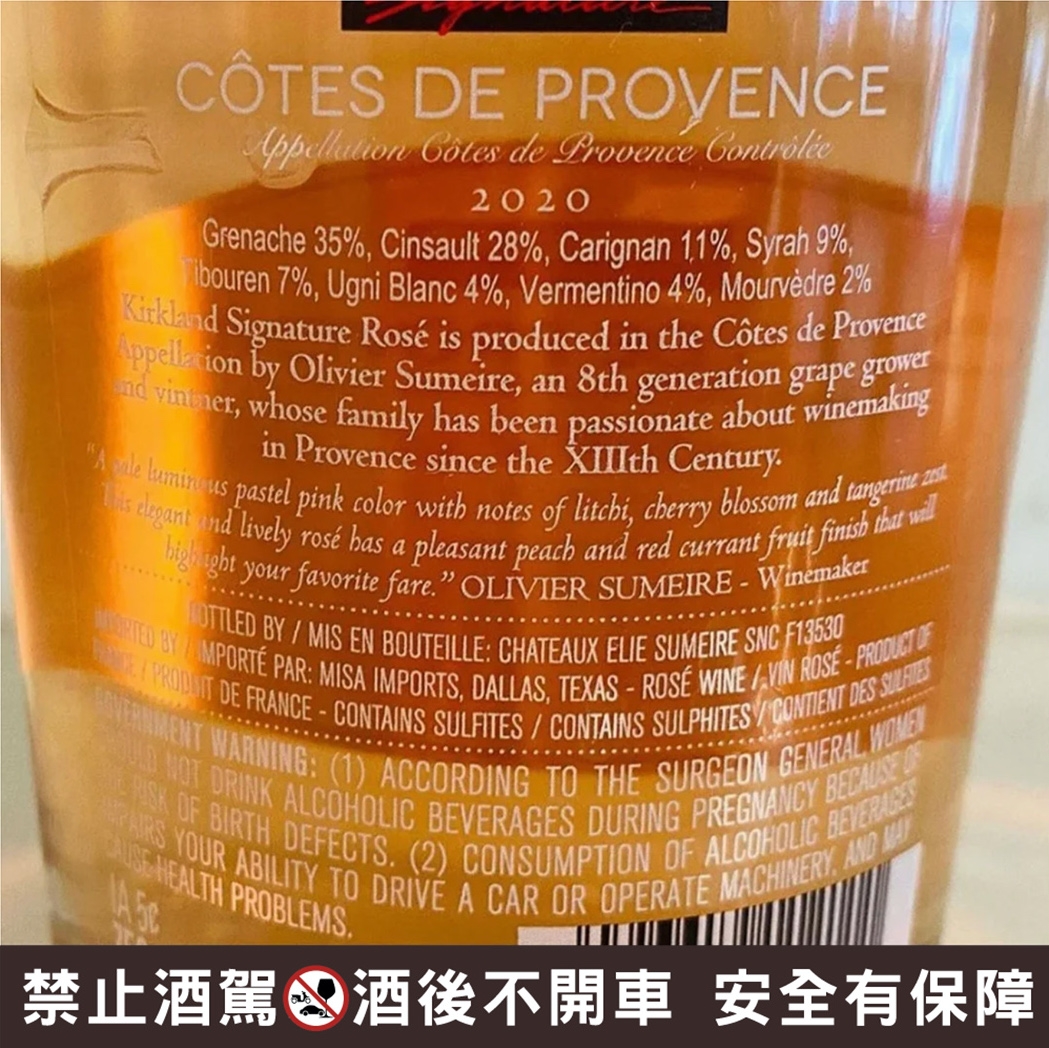 Signature
CÔTES DE PROVENCE
Appellation Côtes de Provence Contrôlée
2020
Grenache 35%, Cinsault 28%, Carignan 11%, Syrah 9%,
Tibouren 7%, Ugni Blanc 4%, Vermentino 4%, Mourvèdre 2%
Kirkland Signature Rosé is produced in the Côtes de Provence
Appellation by Olivier Sumeire, an 8th generation grape grower
and vintner, whose family has been passionate about winemaking
in Provence since the XIIIth Century.
“A pale luminous pastel pink color with notes of litchi, cherry blossom and tangerine zest.
This elegant and lively rosé has a pleasant peach and red currant fruit finish that will
highlight your favorite fare.” OLIVIER SUMEIRE - Winemaker
BOTTLED BY / MIS EN BOUTEILLE: CHATEAUX ELIE SUMEIRE SNC F13530
IMPORTED BY / IMPORTÉ PAR: MISA IMPORTS, DALLAS, TEXAS - ROSÉ WINE / VIN ROSÉ - PRODUCT OF
FRANCE / PRODUIT DE FRANCE - CONTAINS SULFITES / CONTAINS SULPHITES / CONTIENT DES SULFITES
GOVERNMENT WARNING: (1) ACCORDING TO THE SURGEON GENERAL, WOMEN
SHOULD NOT DRINK ALCOHOLIC BEVERAGES DURING PREGNANCY BECAUSE OF
THE RISK OF BIRTH DEFECTS. (2) CONSUMPTION OF ALCOHOLIC BEVERAGES
IMPAIRS YOUR ABILITY TO DRIVE A CAR OR OPERATE MACHINERY, AND MAY
CAUSE HEALTH PROBLEMS.
IA 5¢
禁止酒駕 酒後不開車 安全有保障